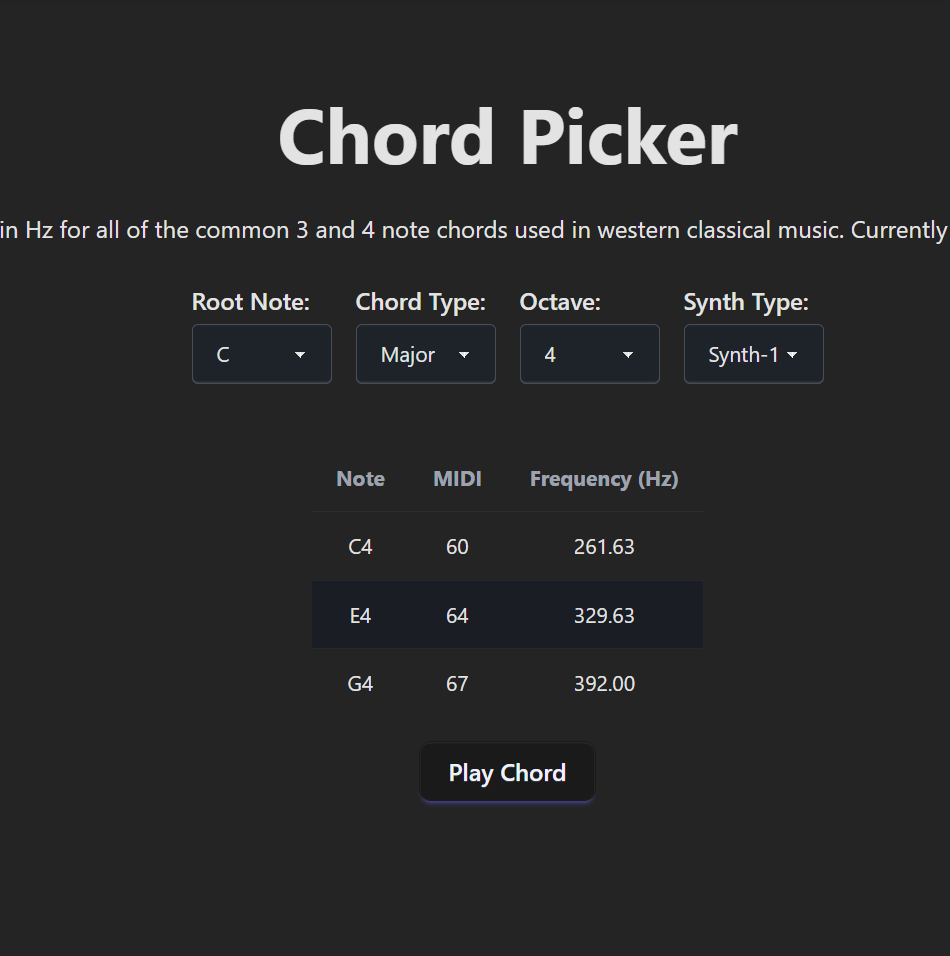 Chord Picker
in Hz for all of the common 3 and 4 note chords used in western classical music. Currently
Root Note: Chord Type: Octave: Synth Type:
C Major 4 Synth-1
Note MIDI Frequency (Hz)
C4 60 261.63
E4 64 329.63
G4 67 392.00
Play Chord